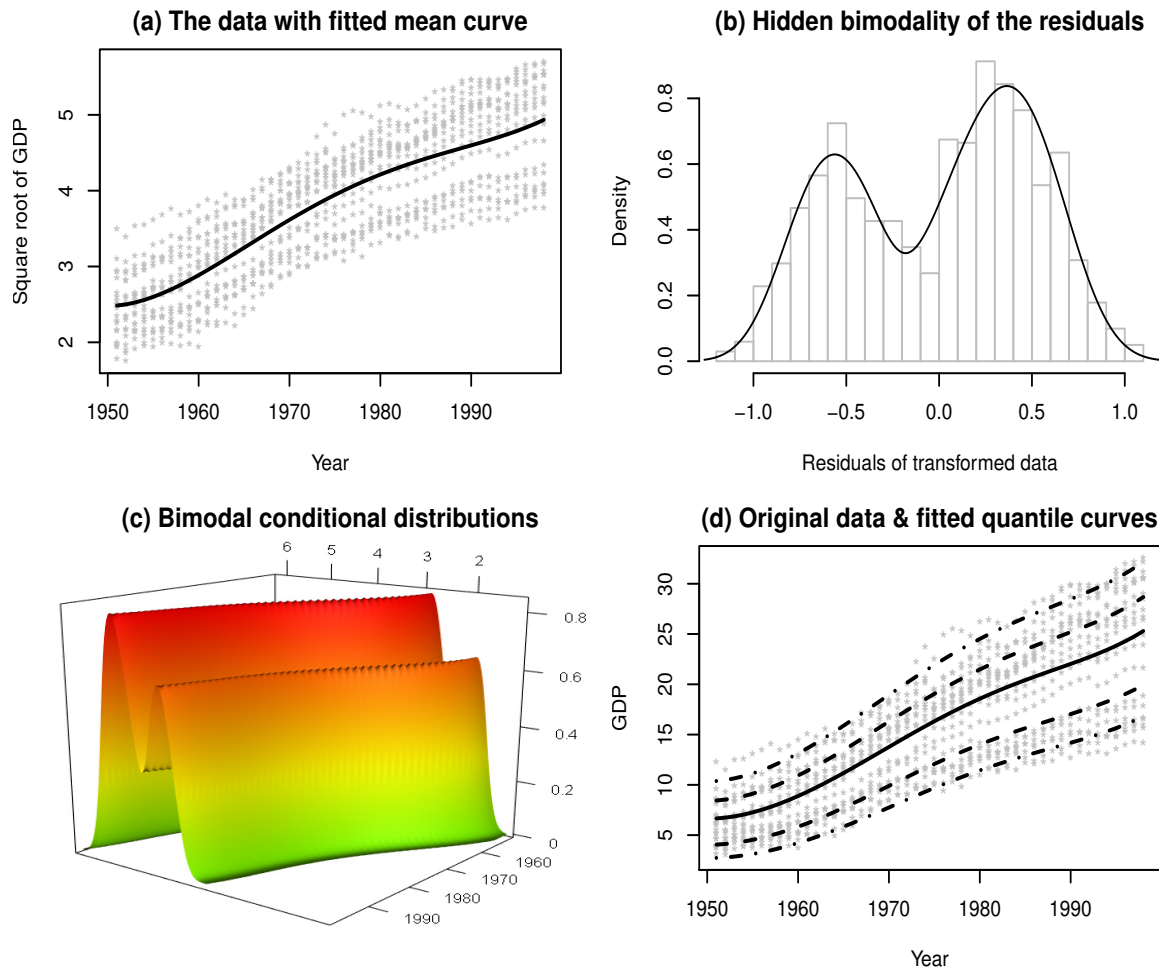 (a) The data with fitted mean curve
Square root of GDP
5
4
3
2
1950 1960 1970 1980 1990
Year
(b) Hidden bimodality of the residuals
Density
0.8
0.6
0.4
0.2
0.0
−1.0 −0.5 0.0 0.5 1.0
Residuals of transformed data
(c) Bimodal conditional distributions
6 5 4 3 2
0.8
0.6
0.4
0.2
0
1960
1970
1980
1990
(d) Original data & fitted quantile curves
GDP
30
25
20
15
10
5
1950 1960 1970 1980 1990
Year